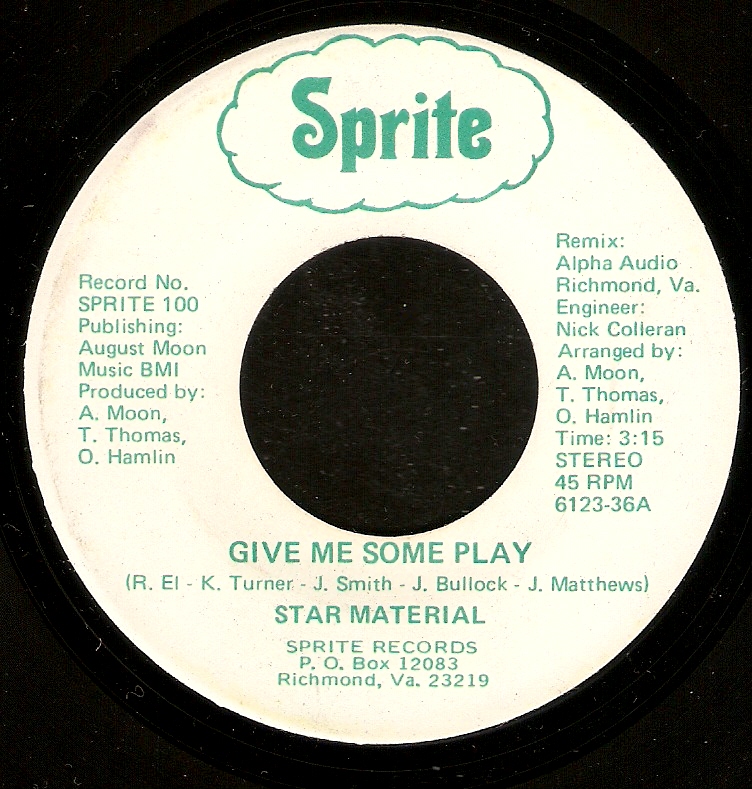 Sprite
Record No.
SPRITE 100
Publishing:
August Moon
Music BMI
Produced by:
A. Moon,
T. Thomas,
O. Hamlin
Remix:
Alpha Audio
Richmond, Va.
Engineer:
Nick Colleran
Arranged by:
A. Moon,
T. Thomas,
O. Hamlin
Time: 3:15
STEREO
45 RPM
6123-36A
GIVE ME SOME PLAY
(R. El - K. Turner - J. Smith - J. Bullock - J. Matthews)
STAR MATERIAL
SPRITE RECORDS
P. O. Box 12083
Richmond, Va. 23219